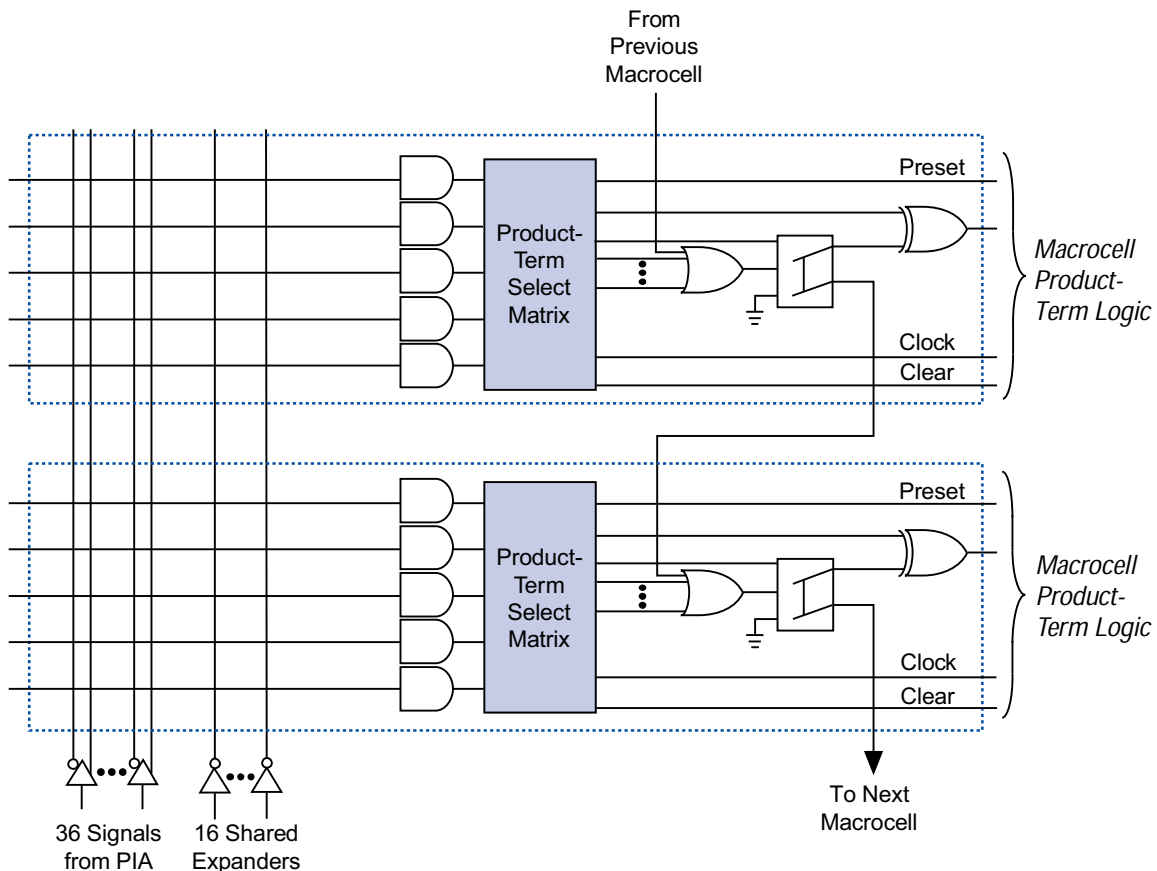 From
Previous
Macrocell
Preset
Product-
Term
Select
Matrix
Macrocell
Product-
Term Logic
Clock
Clear
Preset
Product-
Term
Select
Matrix
Macrocell
Product-
Term Logic
Clock
Clear
36 Signals
from PIA
16 Shared
Expanders
To Next
Macrocell